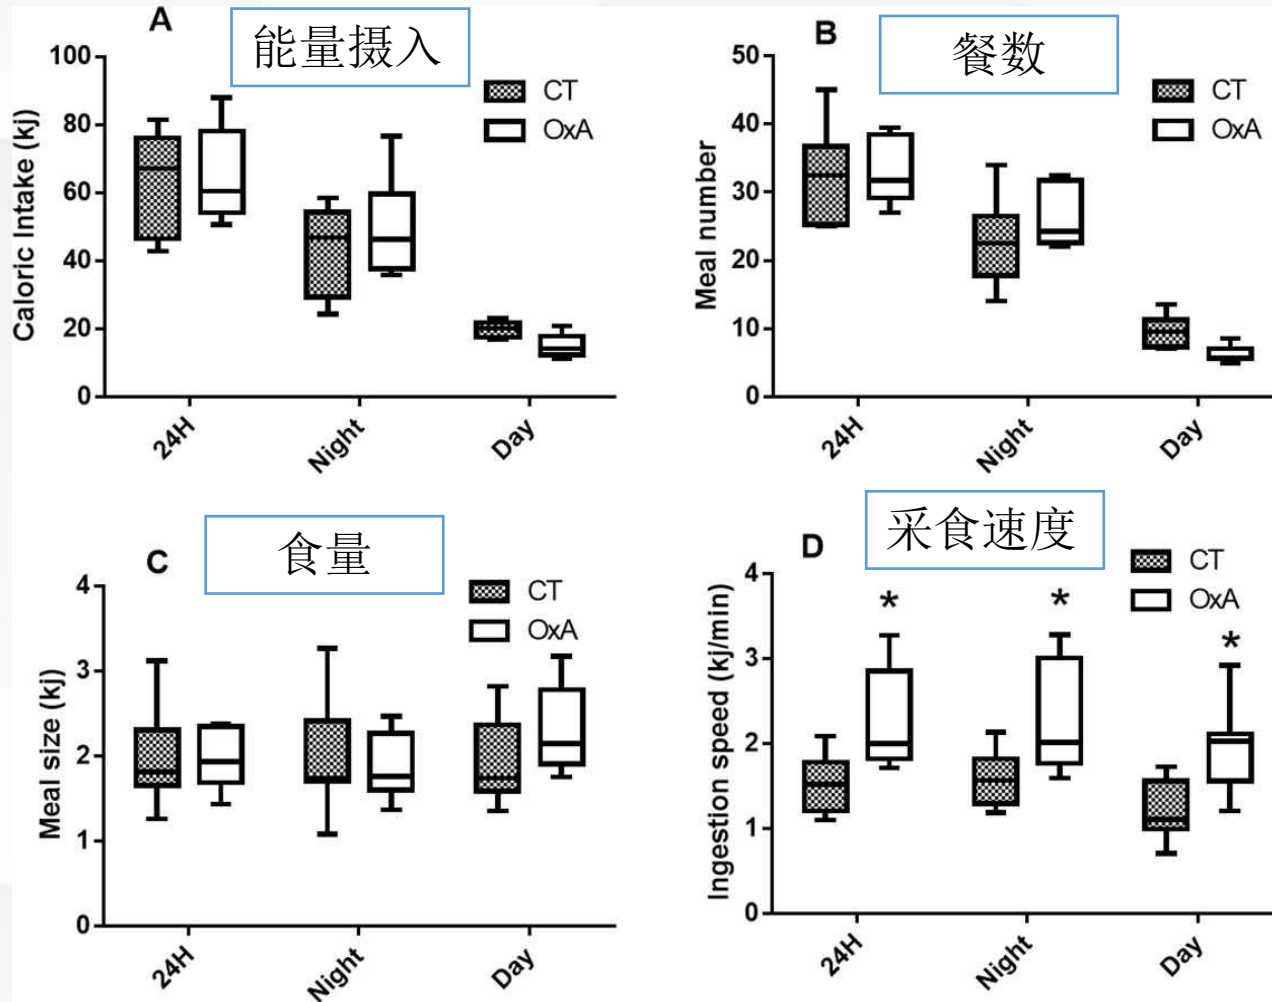 A
能量摄入
CT
OxA
Caloric Intake (kj)
100
80
60
40
20
0
24H
Night
Day
B
餐数
CT
OxA
Meal number
50
40
30
20
10
0
24H
Night
Day
C
食量
CT
OxA
Meal size (kj)
4
3
2
1
0
24H
Night
Day
D
采食速度
CT
OxA
Ingestion speed (kj/min)
4
3
2
1
0
*
*
*
24H
Night
Day